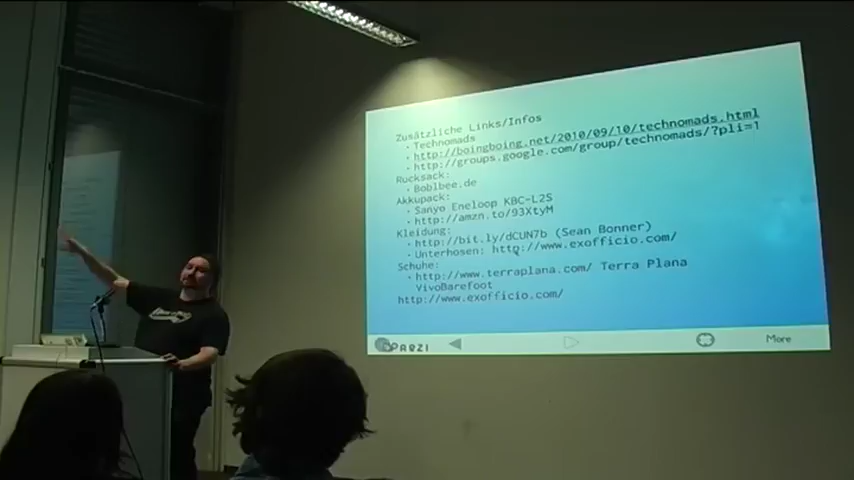 Zusätzliche Links/Infos
• Technomads
• http://boingboing.net/2010/09/10/technomads.html
• http://groups.google.com/group/technomads/?pli=1
Rucksack:
• Boblbee.de
Akkupack:
• Sanyo Eneloop KBC-L2S
• http://amzn.to/93XtyM
Kleidung:
• http://bit.ly/dCUN7b (Sean Bonner)
• Unterhosen: http://www.exofficio.com/
Schuhe:
• http://www.terraplana.com/ Terra Plana
VivoBarefoot
http://www.exofficio.com/
More